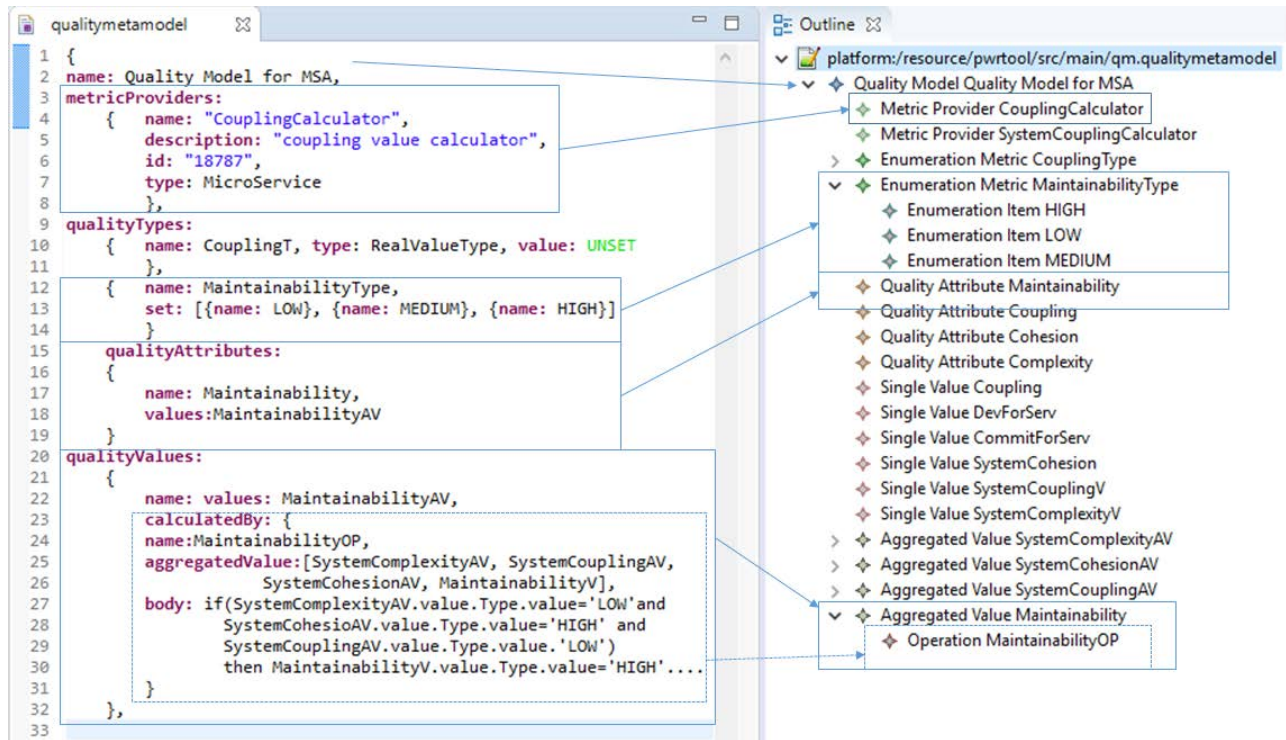 qualitymetamodel
1 {
2 name: Quality Model for MSA,
3 metricProviders:
4 { name: "CouplingCalculator",
5 description: "coupling value calculator",
6 id: "18787",
7 type: MicroService
8 },
9 qualityTypes:
10 { name: CouplingT, type: RealValueType, value: UNSET
11 },
12 { name: MaintainabilityType,
13 set: [{name: LOW}, {name: MEDIUM}, {name: HIGH}]
14 }
15 qualityAttributes:
16 {
17 name: Maintainability,
18 values:MaintainabilityAV
19 }
20 qualityValues:
21 {
22 name: values: MaintainabilityAV,
23 calculatedBy: {
24 name:MaintainabilityOP,
25 aggregatedValue:[SystemComplexityAV, SystemCouplingAV,
26 SystemCohesionAV, MaintainabilityV],
27 body: if(SystemComplexityAV.value.Type.value='LOW'and
28 SystemCohesioAV.value.Type.value='HIGH' and
29 SystemCouplingAV.value.Type.value.'LOW')
30 then MaintainabilityV.value.Type.value='HIGH'....
31 }
32 },
33
Outline
platform:/resource/pwrtool/src/main/qm.qualitymetamodel
Quality Model Quality Model for MSA
Metric Provider CouplingCalculator
Metric Provider SystemCouplingCalculator
Enumeration Metric CouplingType
Enumeration Metric MaintainabilityType
Enumeration Item HIGH
Enumeration Item LOW
Enumeration Item MEDIUM
Quality Attribute Maintainability
Quality Attribute Coupling
Quality Attribute Cohesion
Quality Attribute Complexity
Single Value Coupling
Single Value DevForServ
Single Value CommitForServ
Single Value SystemCohesion
Single Value SystemCouplingV
Single Value SystemComplexityV
Aggregated Value SystemComplexityAV
Aggregated Value SystemCohesionAV
Aggregated Value SystemCouplingAV
Aggregated Value Maintainability
Operation MaintainabilityOP